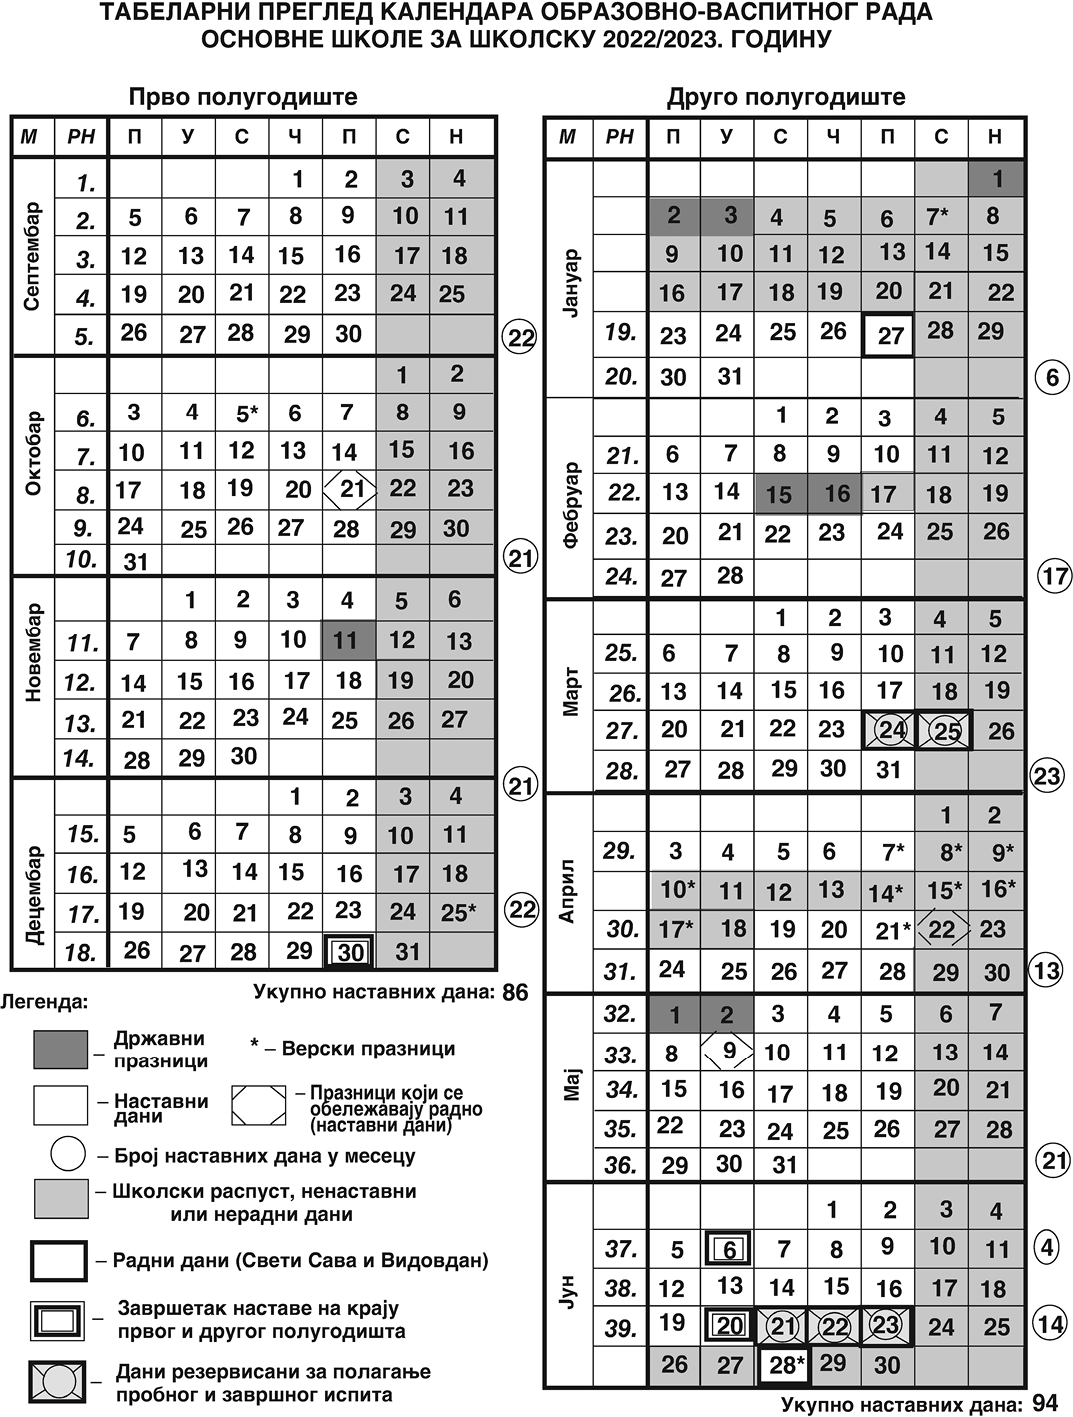 ТАБЕЛАРНИ ПРЕГЛЕД КАЛЕНДАРА ОБРАЗОВНО-ВАСПИТНОГ РАДА
ОСНОВНЕ ШКОЛЕ ЗА ШКОЛСКУ 2022/2023. ГОДИНУ
Прво полугодиште
М РН П У С Ч П С Н
Септембар
1. 1 2 3 4
2. 5 6 7 8 9 10 11
3. 12 13 14 15 16 17 18
4. 19 20 21 22 23 24 25
5. 26 27 28 29 30 22
Октобар
1 2
6. 3 4 5* 6 7 8 9
7. 10 11 12 13 14 15 16
8. 17 18 19 20 21 22 23
9. 24 25 26 27 28 29 30
10. 31 21
Новембар
1 2 3 4 5 6
11. 7 8 9 10 11 12 13
12. 14 15 16 17 18 19 20
13. 21 22 23 24 25 26 27
14. 28 29 30 21
Децембар
1 2 3 4
15. 5 6 7 8 9 10 11
16. 12 13 14 15 16 17 18
17. 19 20 21 22 23 24 25* 22
18. 26 27 28 29 30 31
Укупно наставних дана: 86
Легенда:
– Државни
празници
* – Верски празници
– Наставни
дани
– Празници који се
обележавају радно
(наставни дани)
– Број наставних дана у месецу
– Школски распуст, ненаставни
или нерадни дани
– Радни дани (Свети Сава и Видовдан)
– Завршетак наставе на крају
првог и другог полугодишта
– Дани резервисани за полагање
пробног и завршног испита
Друго полугодиште
М РН П У С Ч П С Н
Јануар
1
2 3 4 5 6 7* 8
9 10 11 12 13 14 15
16 17 18 19 20 21 22
19. 23 24 25 26 27 28 29
20. 30 31 6
Фебруар
1 2 3 4 5
21. 6 7 8 9 10 11 12
22. 13 14 15 16 17 18 19
23. 20 21 22 23 24 25 26
24. 27 28 17
Март
1 2 3 4 5
25. 6 7 8 9 10 11 12
26. 13 14 15 16 17 18 19
27. 20 21 22 23 24 25 26
28. 27 28 29 30 31 23
Април
1 2
29. 3 4 5 6 7* 8* 9*
10* 11 12 13 14* 15* 16*
30. 17* 18 19 20 21* 22 23
31. 24 25 26 27 28 29 30 13
Мај
32. 1 2 3 4 5 6 7
33. 8 9 10 11 12 13 14
34. 15 16 17 18 19 20 21
35. 22 23 24 25 26 27 28
36. 29 30 31 21
Јун
1 2 3 4
37. 5 6 7 8 9 10 11 4
38. 12 13 14 15 16 17 18
39. 19 20 21 22 23 24 25 14
26 27 28* 29 30
Укупно наставних дана: 94